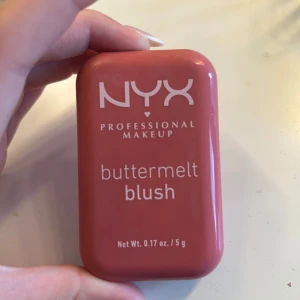 NYX
PROFESSIONAL
MAKEUP
buttermelt
blush
Net Wt. 0.17 oz. / 5 g